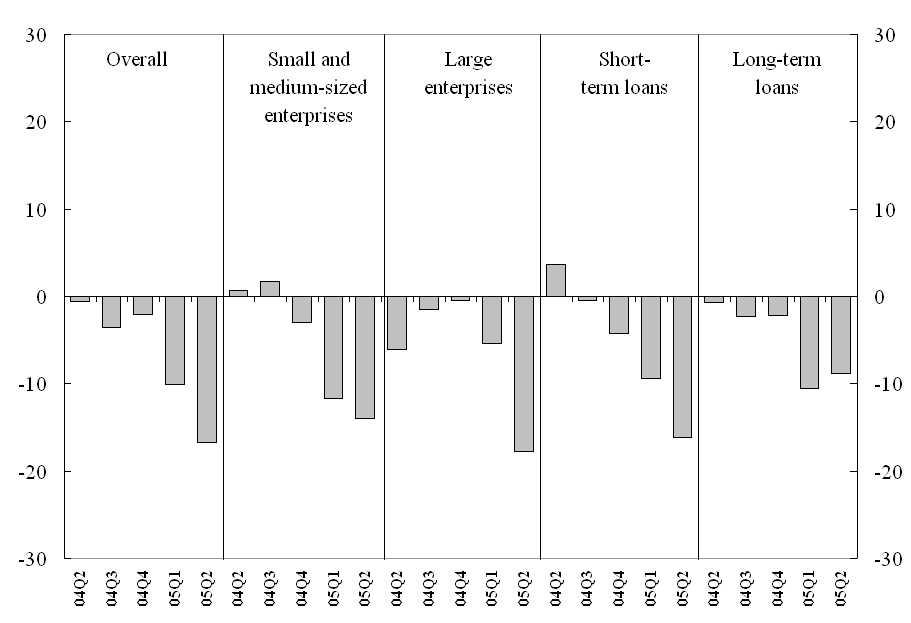 30
20
10
0
-10
-20
-30
Overall
Small and
medium-sized
enterprises
Large
enterprises
Short-
term loans
Long-term
loans
30
20
10
0
-10
-20
-30
04Q2
04Q3
04Q4
05Q1
05Q2
04Q2
04Q3
04Q4
05Q1
05Q2
04Q2
04Q3
04Q4
05Q1
05Q2
04Q2
04Q3
04Q4
05Q1
05Q2
04Q2
04Q3
04Q4
05Q1
05Q2